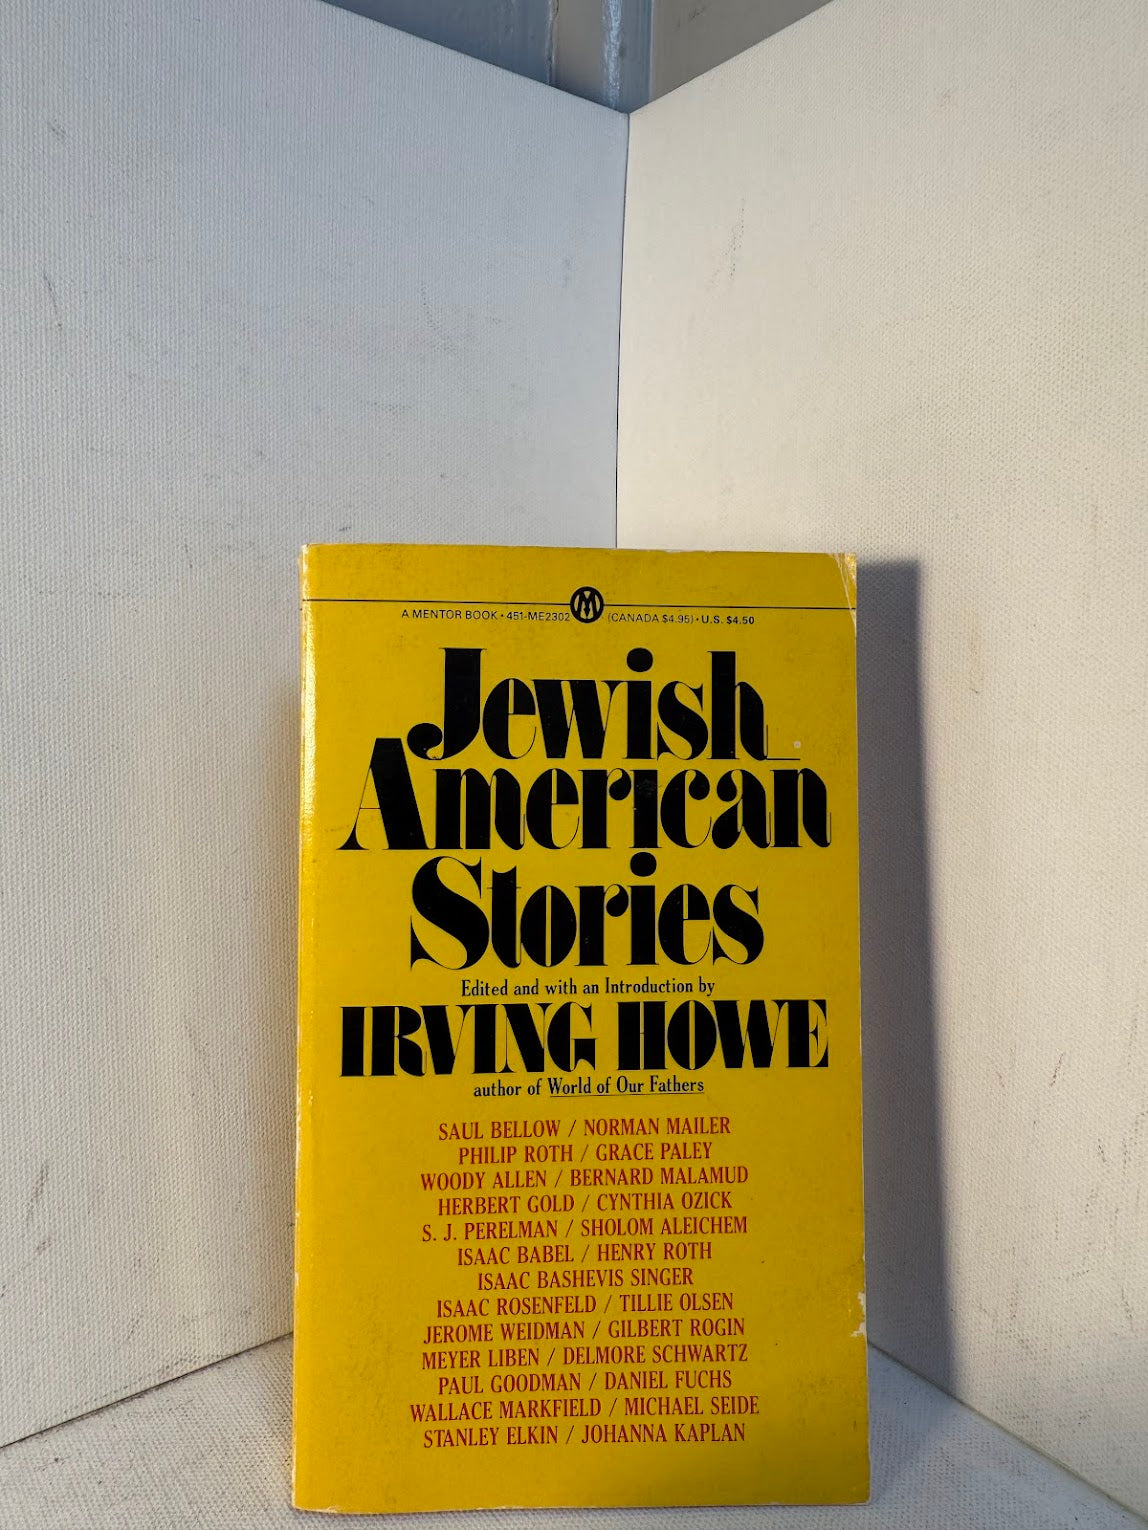 A MENTOR BOOK • 451-ME2302 M (CANADA $4.95) • U.S. $4.50
Jewish
American
Stories
Edited and with an Introduction by
IRVING HOWE
author of World of Our Fathers
SAUL BELLOW / NORMAN MAILER
PHILIP ROTH / GRACE PALEY
WOODY ALLEN / BERNARD MALAMUD
HERBERT GOLD / CYNTHIA OZICK
S. J. PERELMAN / SHOLOM ALEICHEM
ISAAC BABEL / HENRY ROTH
ISAAC BASHEVIS SINGER
ISAAC ROSENFELD / TILLIE OLSEN
JEROME WEIDMAN / GILBERT ROGIN
MEYER LIBEN / DELMORE SCHWARTZ
PAUL GOODMAN / DANIEL FUCHS
WALLACE MARKFIELD / MICHAEL SEIDE
STANLEY ELKIN / JOHANNA KAPLAN